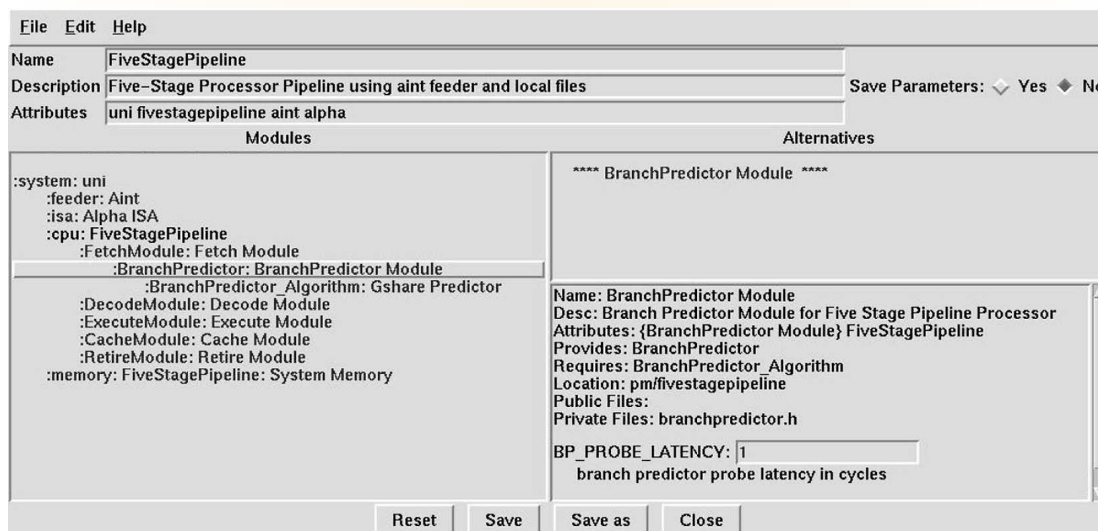 File Edit Help
Name FiveStagePipeline
Description Five-Stage Processor Pipeline using aint feeder and local files Save Parameters: Yes No
Attributes uni fivestagepipeline aint alpha
Modules Alternatives
:system: uni
:feeder: Aint
:isa: Alpha ISA
:cpu: FiveStagePipeline
:FetchModule: Fetch Module
:BranchPredictor: BranchPredictor Module
:BranchPredictor_Algorithm: Gshare Predictor
:DecodeModule: Decode Module
:ExecuteModule: Execute Module
:CacheModule: Cache Module
:RetireModule: Retire Module
:memory: FiveStagePipeline: System Memory
**** BranchPredictor Module ****
Name: BranchPredictor Module
Desc: Branch Predictor Module for Five Stage Pipeline Processor
Attributes: {BranchPredictor Module} FiveStagePipeline
Provides: BranchPredictor
Requires: BranchPredictor_Algorithm
Location: pm/fivestagepipeline
Public Files:
Private Files: branchpredictor.h
BP_PROBE_LATENCY: 1
branch predictor probe latency in cycles
Reset Save Save as Close